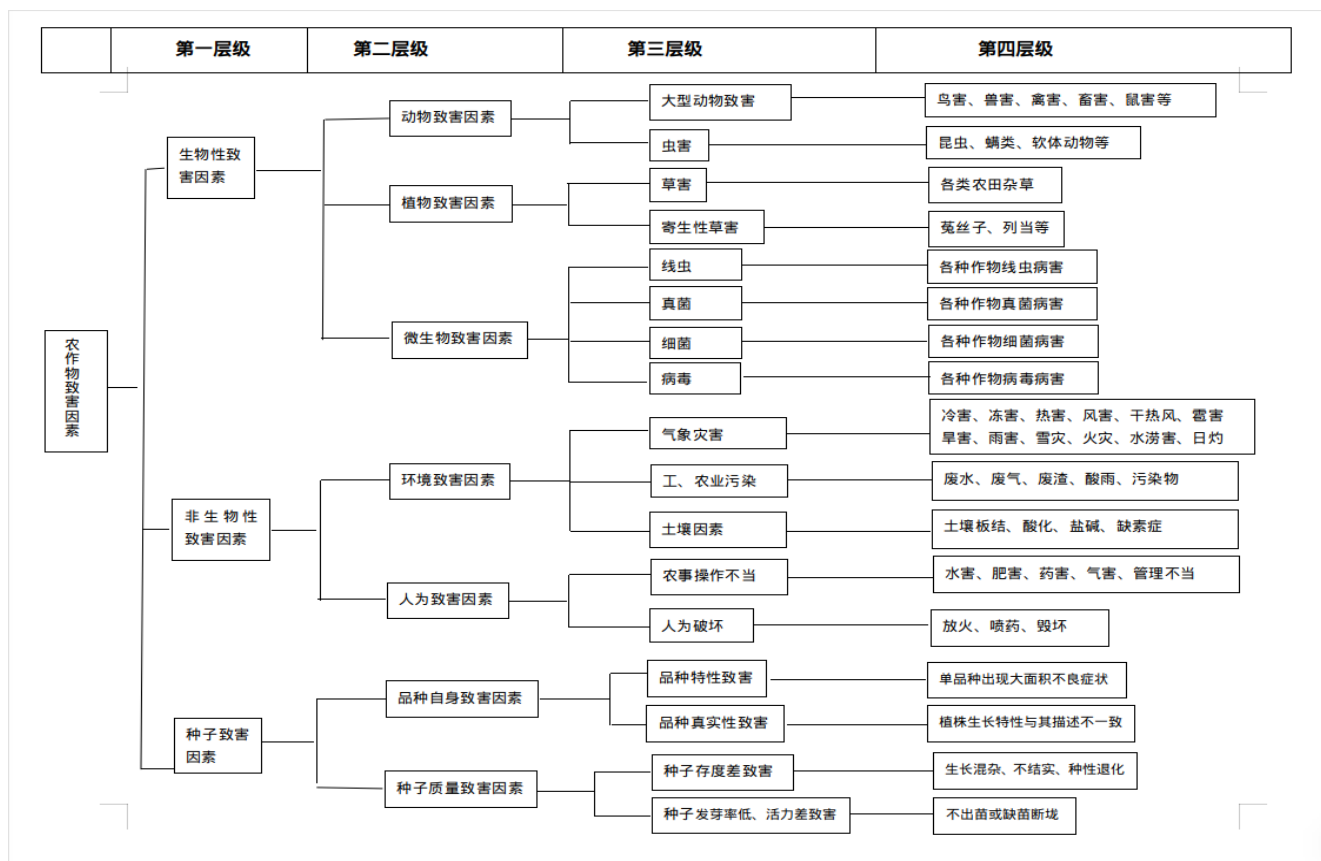 第一层级 第二层级 第三层级 第四层级
大型动物致害
鸟害、兽害、禽害、畜害、鼠害等
动物致害因素
虫害
昆虫、螨类、软体动物等
生物性致
害因素
草害
各类农田杂草
植物致害因素
寄生性草害
菟丝子、列当等
线虫
各种作物线虫病害
真菌
各种作物真菌病害
微生物致害因素
细菌
各种作物细菌病害
病毒
各种作物病毒病害
农作物致害因素
气象灾害
冷害、冻害、热害、风害、干热风、雹害
旱害、雨害、雪灾、火灾、水涝害、日灼
环境致害因素
工、农业污染
废水、废气、废渣、酸雨、污染物
非生物性
致害因素
土壤因素
土壤板结、酸化、盐碱、缺素症
农事操作不当
水害、肥害、药害、气害、管理不当
人为致害因素
人为破坏
放火、喷药、毁坏
品种特性致害
单品种出现大面积不良症状
品种自身致害因素
品种真实性致害
植株生长特性与其描述不一致
种子致害
因素
种子存度差致害
生长混杂、不结实、种性退化
种子质量致害因素
种子发芽率低、活力差致害
不出苗或缺苗断垅